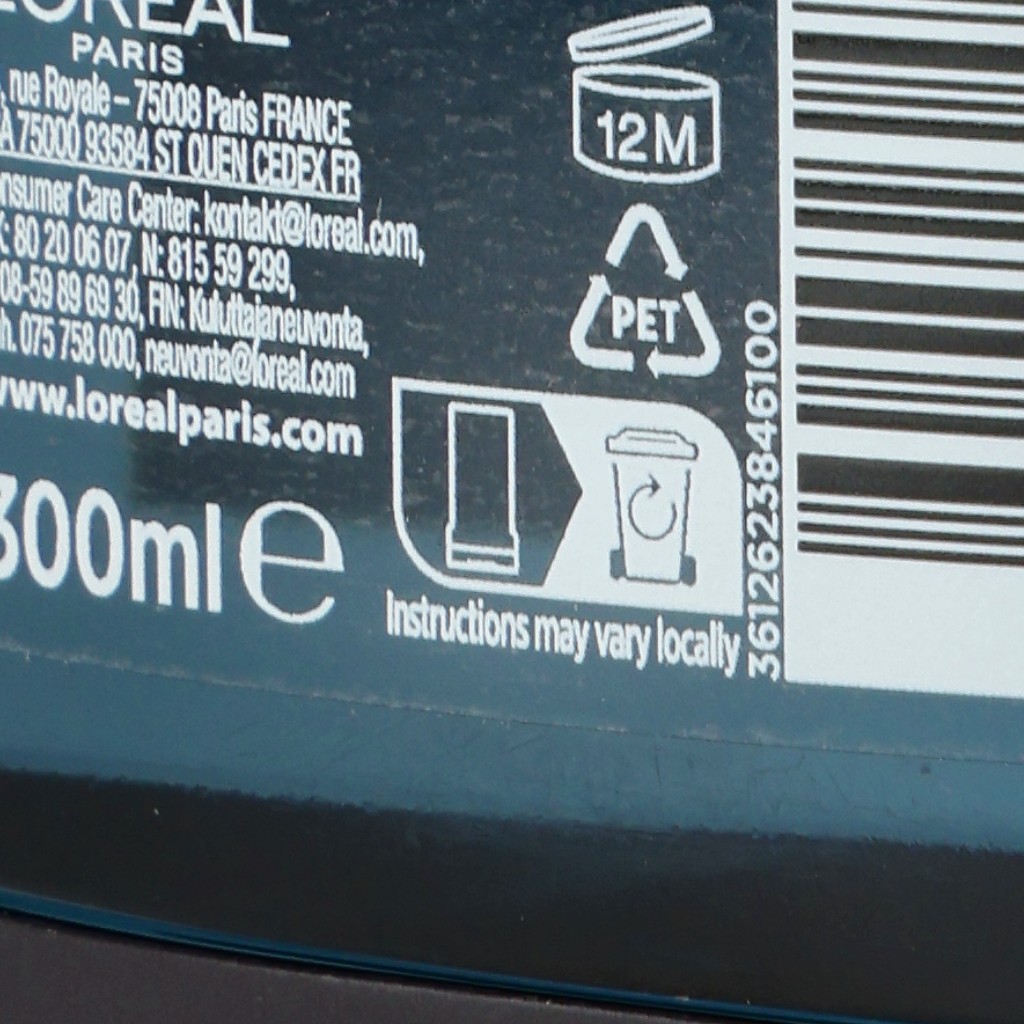 LOREAL
PARIS
rue Royale – 75008 Paris FRANCE
A 75000 93584 ST OUEN CEDEX FR
nsumer Care Center: kontakt@loreal.com,
: 80 20 06 07, N: 815 59 299,
08-59 89 69 30, FIN: Kuluttajaneuvonta,
h. 075 758 000, neuvonta@loreal.com
www.lorealparis.com
300ml e
12M
PET
Instructions may vary locally
3612623846100